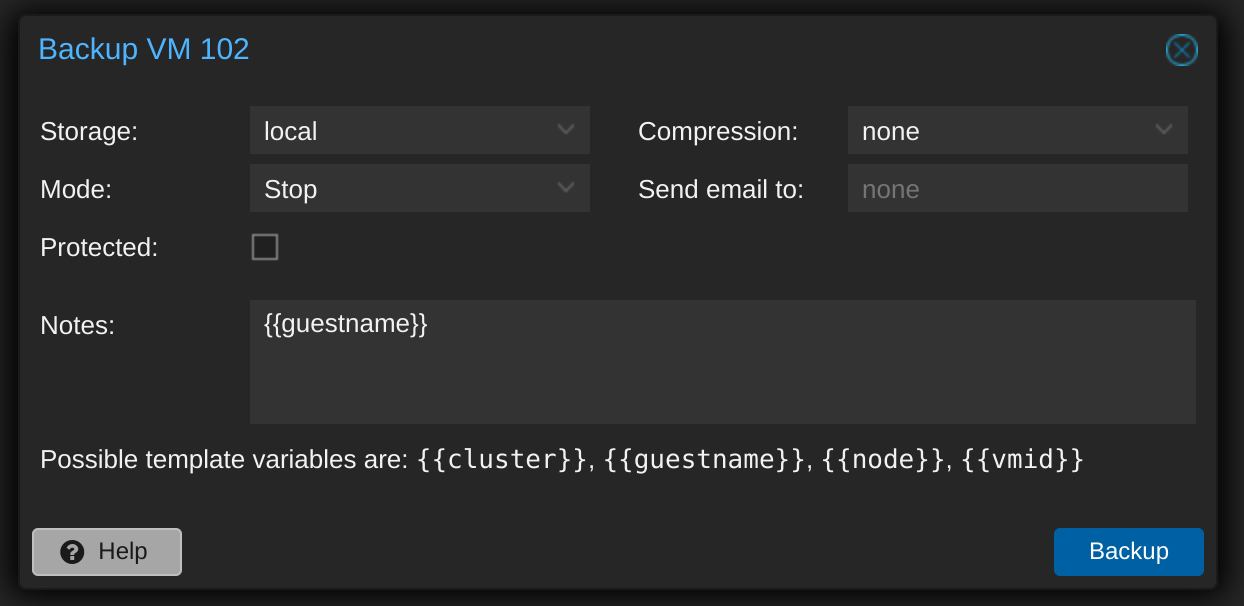 Backup VM 102
Storage: local Compression: none
Mode: Stop Send email to: none
Protected:
Notes: {{guestname}}
Possible template variables are: {{cluster}}, {{guestname}}, {{node}}, {{vmid}}
Help Backup